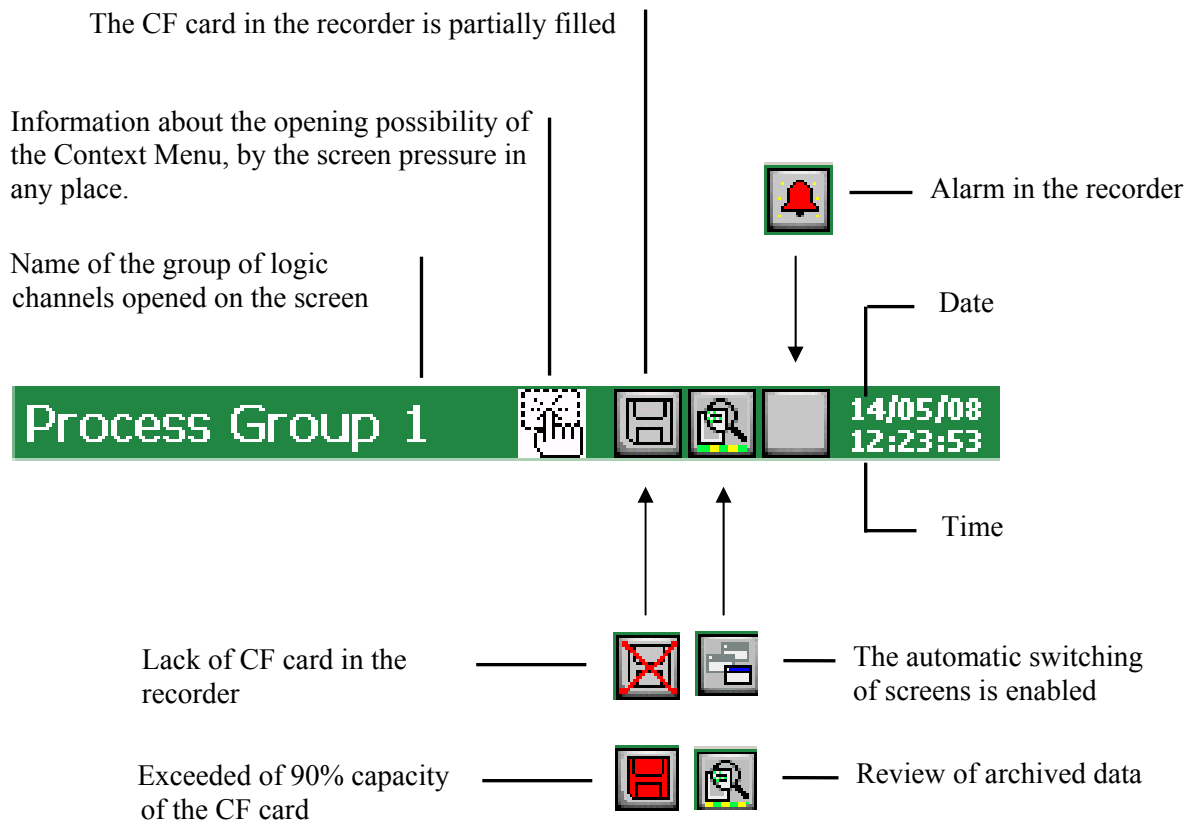 The CF card in the recorder is partially filled
Information about the opening possibility of
the Context Menu, by the screen pressure in
any place.
Alarm in the recorder
Name of the group of logic
channels opened on the screen
Date
Process Group 1
14/05/08
12:23:53
Time
Lack of CF card in the
recorder
The automatic switching
of screens is enabled
Exceeded of 90% capacity
of the CF card
Review of archived data